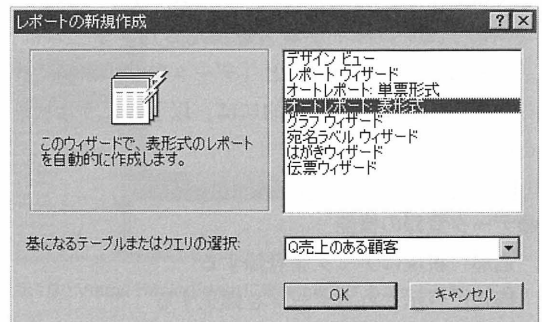 レポートの新規作成
このウィザードで、表形式のレポート
を自動的に作成します。
デザイン ビュー
レポート ウィザード
オートレポート: 単票形式
オートレポート: 表形式
グラフ ウィザード
宛名ラベル ウィザード
はがきウィザード
伝票ウィザード
基になるテーブルまたはクエリの選択:
Q売上のある顧客
OK
キャンセル